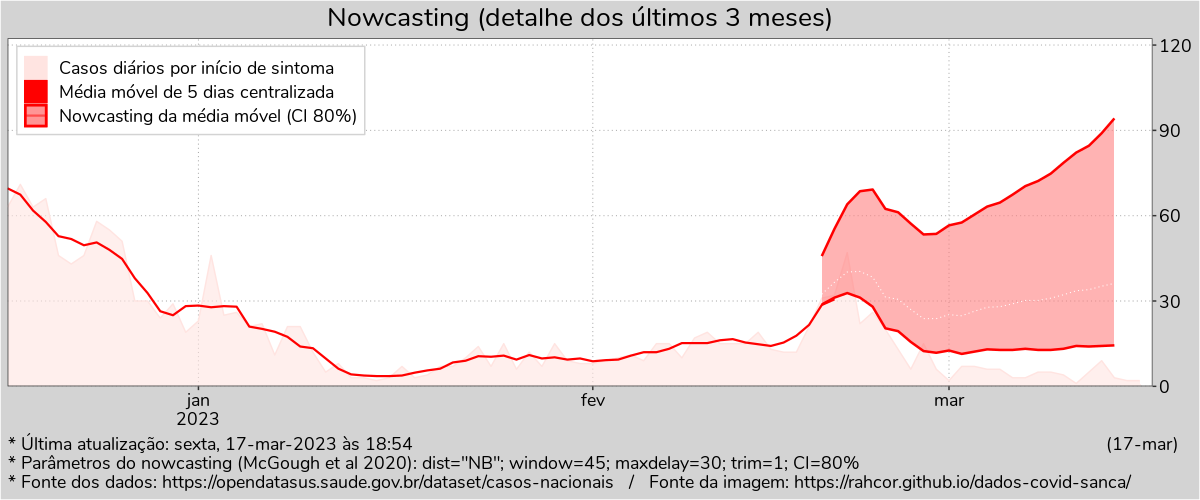 Nowcasting (detalhe dos últimos 3 meses)
Casos diários por início de sintoma
Média móvel de 5 dias centralizada
Nowcasting da média móvel (CI 80%)
120
90
60
30
0
jan
2023
fev
mar
* Última atualização: sexta, 17-mar-2023 às 18:54
(17-mar)
* Parâmetros do nowcasting (McGough et al 2020): dist="NB"; window=45; maxdelay=30; trim=1; CI=80%
* Fonte dos dados: https://opendatasus.saude.gov.br/dataset/casos-nacionais / Fonte da imagem: https://rahcor.github.io/dados-covid-sanca/